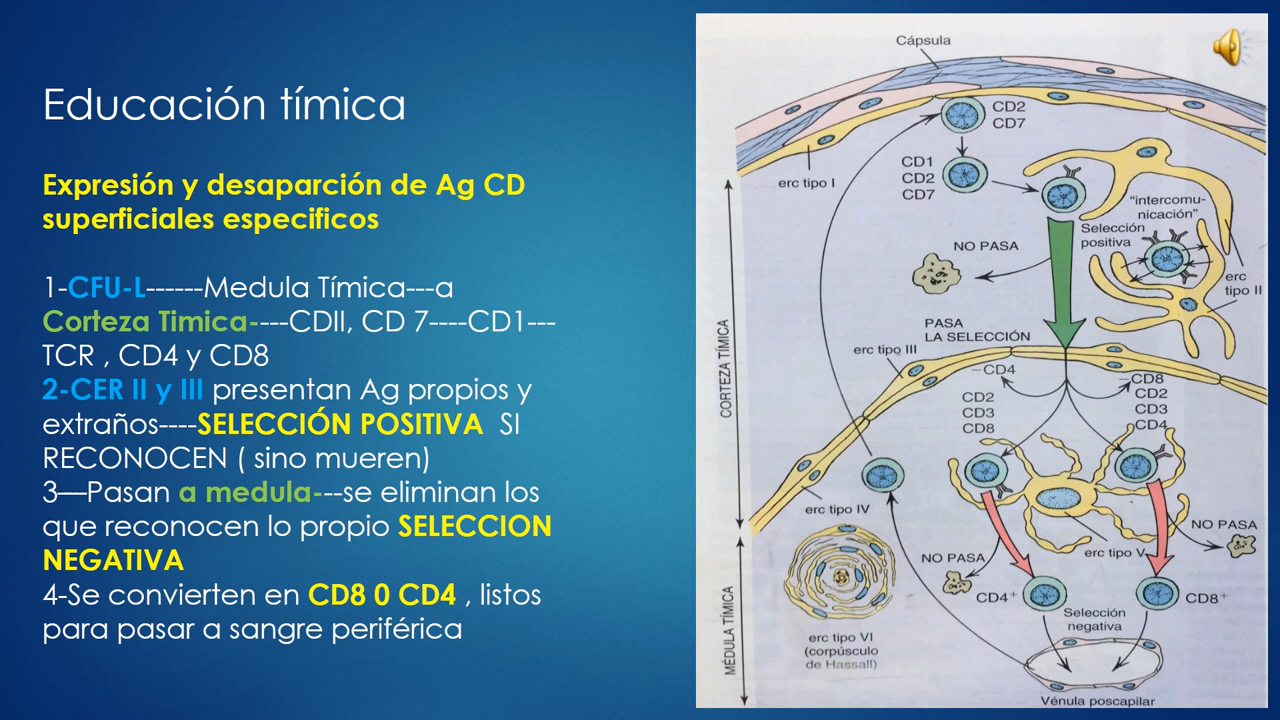 Educación tímica
Expresión y desaparción de Ag CD
superficiales especificos
1-CFU-L------Medula Tímica---a
Corteza Timica----CDII, CD 7----CD1---
TCR , CD4 y CD8
2-CER II y III presentan Ag propios y
extraños----SELECCIÓN POSITIVA SI
RECONOCEN ( sino mueren)
3—Pasan a medula---se eliminan los
que reconocen lo propio SELECCION
NEGATIVA
4-Se convierten en CD8 0 CD4 , listos
para pasar a sangre periférica
Cápsula
CD2
CD7
CD1
CD2
CD7
erc tipo I
"intercomu-
nicación"
Selección
positiva
NO PASA
erc
tipo II
PASA
LA SELECCIÓN
erc tipo III
CORTEZA TÍMICA
−CD4
CD2
CD3
CD8
−CD8
CD2
CD3
CD4
erc tipo IV
NO PASA
erc tipo V
NO PASA
CD4+
CD8+
Selección
negativa
MÉDULA TÍMICA
erc tipo VI
(corpúsculo
de Hassall)
Vénula poscapilar